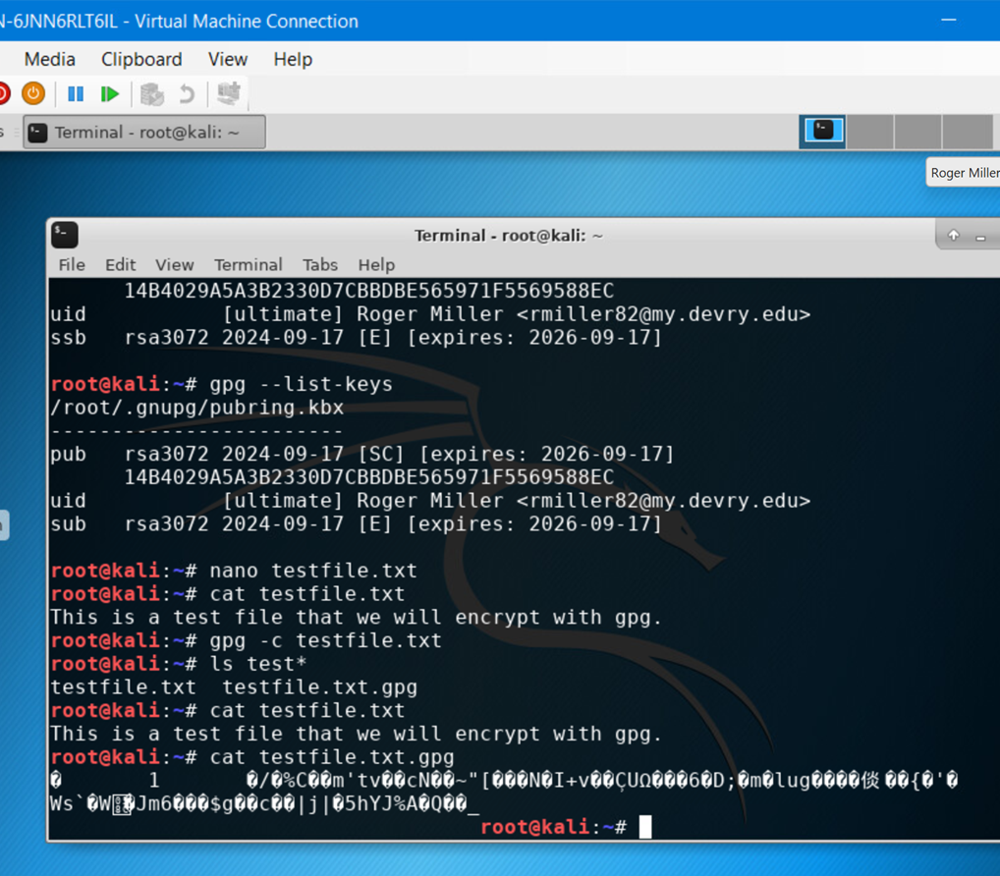 N-6JNN6RLT6IL - Virtual Machine Connection
Media Clipboard View Help
s Terminal - root@kali: ~
Roger Miller
Terminal - root@kali: ~
File Edit View Terminal Tabs Help
14B4029A5A3B2330D7CBBDBE565971F5569588EC
uid [ultimate] Roger Miller <rmiller82@my.devry.edu>
ssb rsa3072 2024-09-17 [E] [expires: 2026-09-17]
root@kali:~# gpg --list-keys
/root/.gnupg/pubring.kbx
------------------------
pub rsa3072 2024-09-17 [SC] [expires: 2026-09-17]
14B4029A5A3B2330D7CBBDBE565971F5569588EC
uid [ultimate] Roger Miller <rmiller82@my.devry.edu>
sub rsa3072 2024-09-17 [E] [expires: 2026-09-17]
root@kali:~# nano testfile.txt
root@kali:~# cat testfile.txt
This is a test file that we will encrypt with gpg.
root@kali:~# gpg -c testfile.txt
root@kali:~# ls test*
testfile.txt testfile.txt.gpg
root@kali:~# cat testfile.txt
This is a test file that we will encrypt with gpg.
root@kali:~# cat testfile.txt.gpg
� 1 �/�%C��m'tv��cN��~"[���N�I+v��ÇUΩ���6�D;�m�lug����倓��{�'�
Ws`�W�Jm6���$g��c��|j|�5hYJ%A�Q��_
root@kali:~#